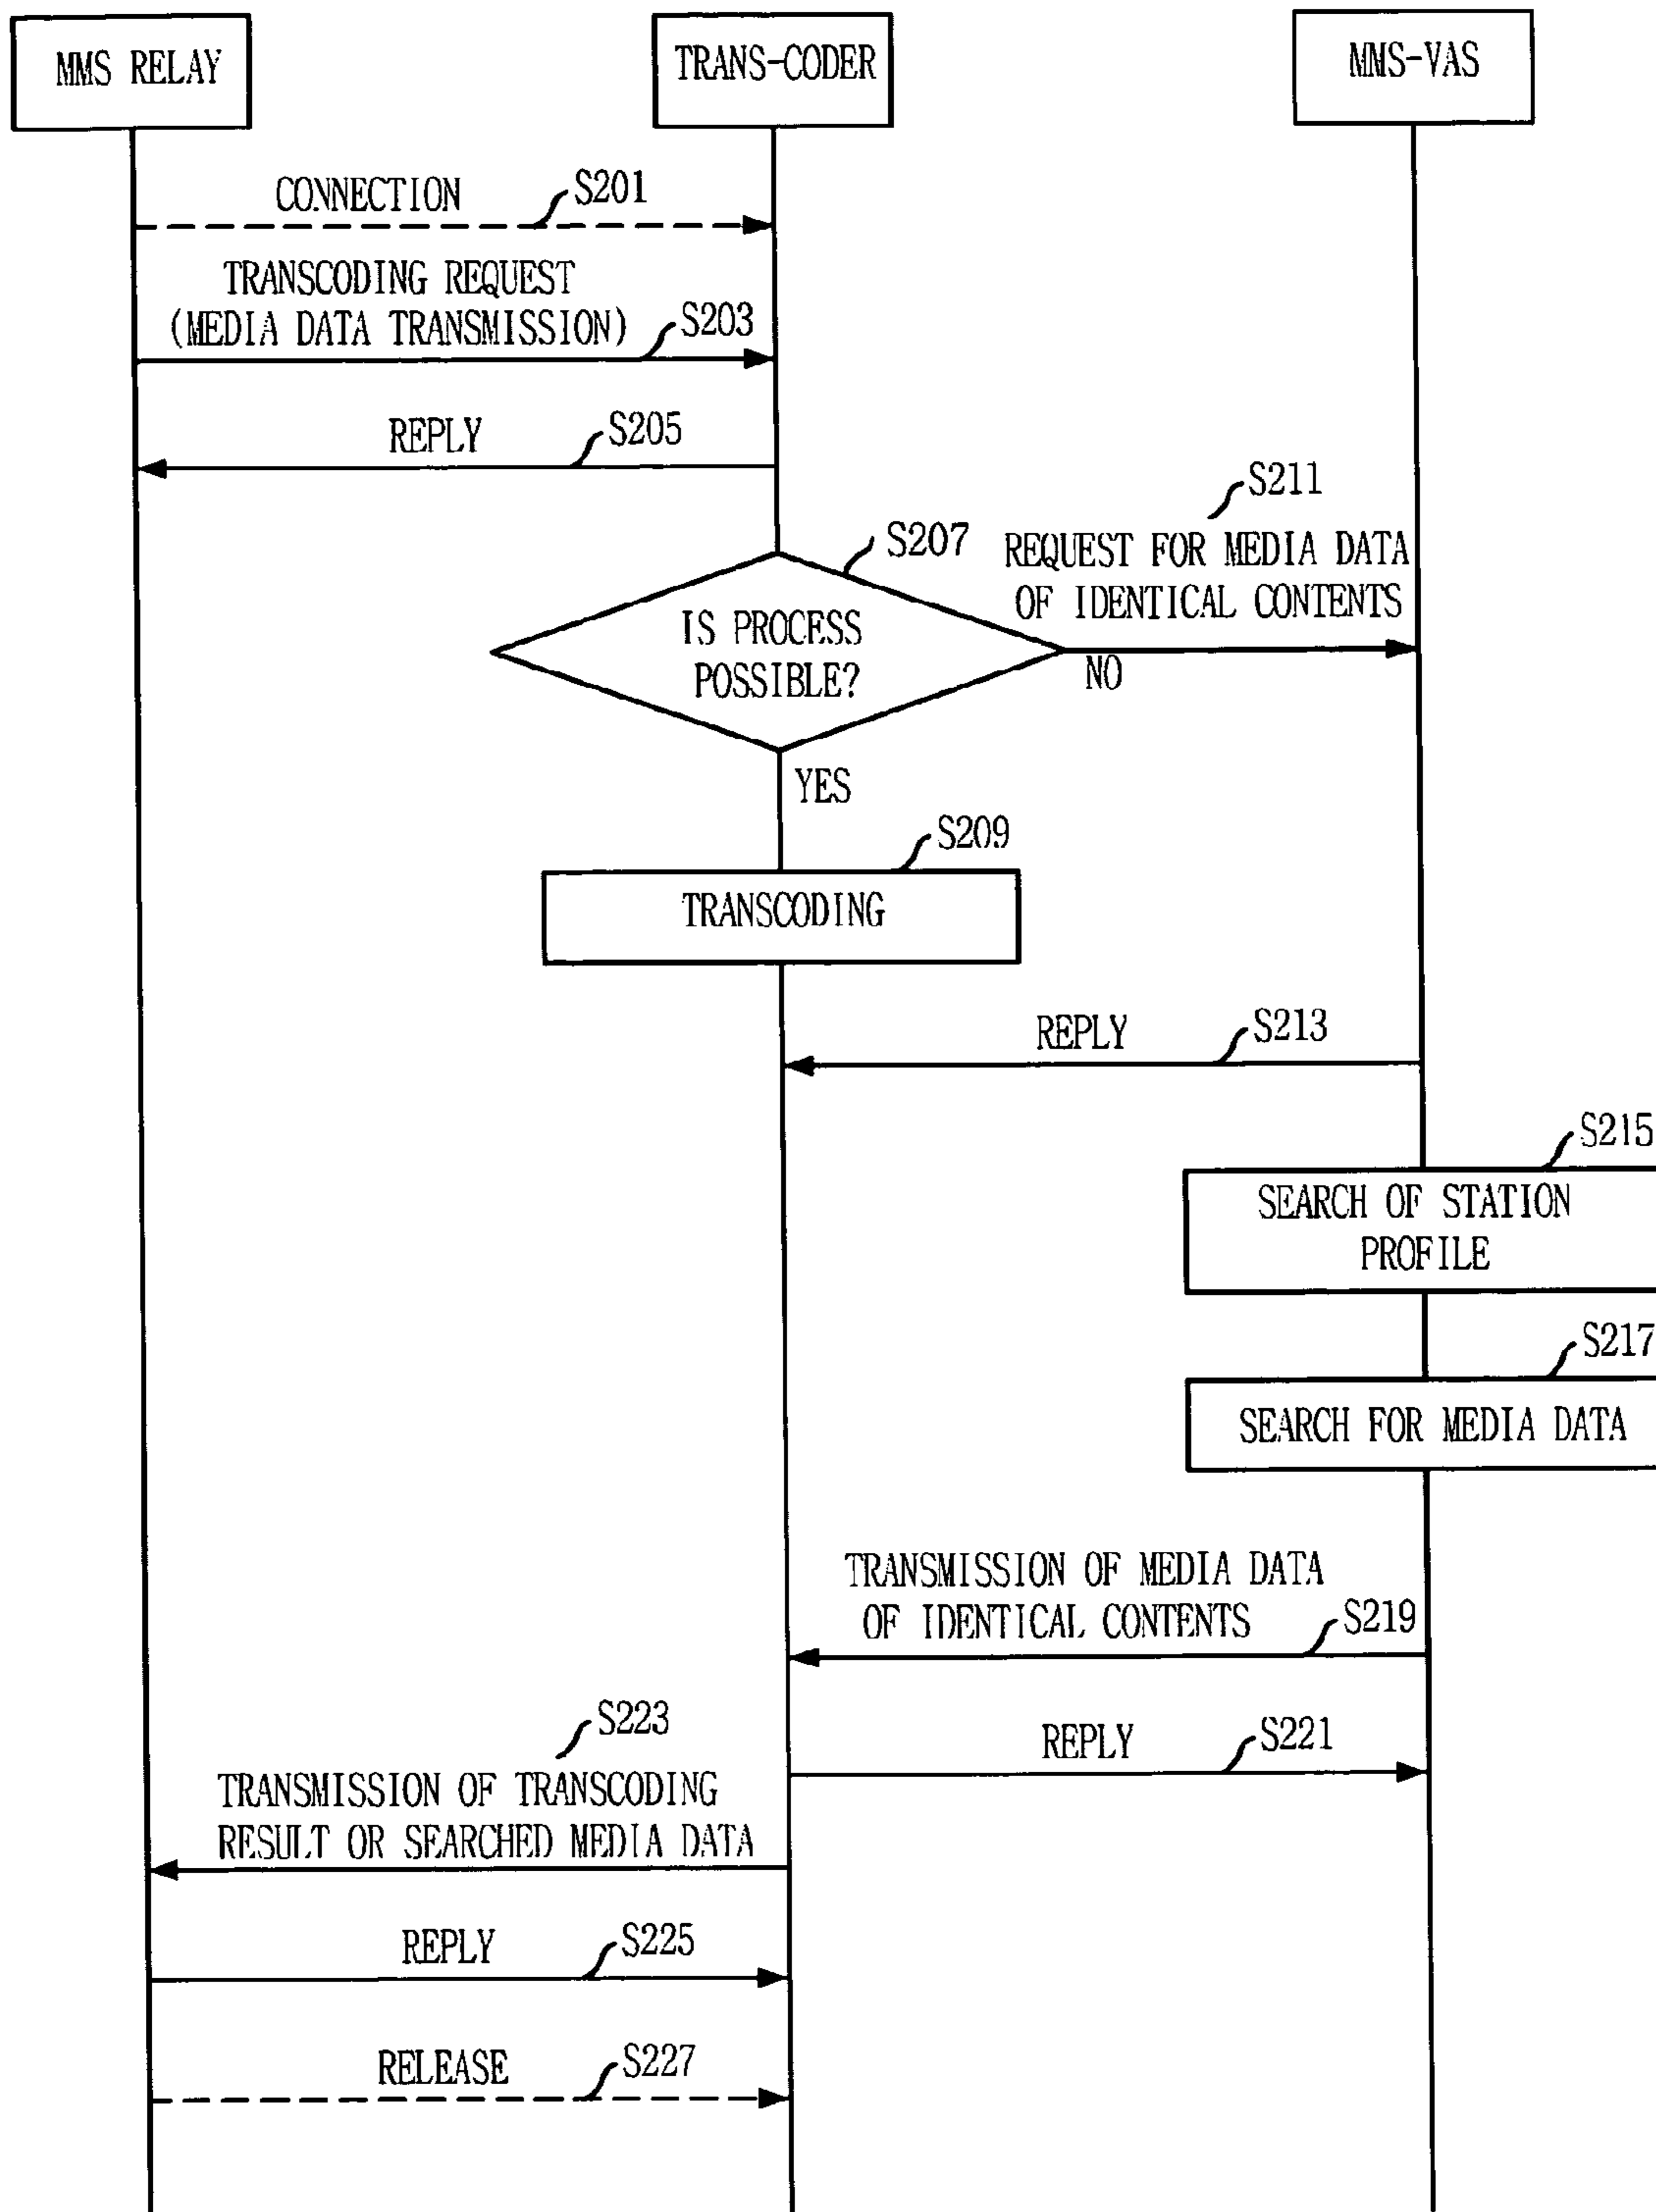 MMS RELAY
TRANS-CODER
MMS-VAS
CONNECTION
S201
TRANSCODING REQUEST
(MEDIA DATA TRANSMISSION)
S203
REPLY
S205
S211
REQUEST FOR MEDIA DATA
OF IDENTICAL CONTENTS
S207
IS PROCESS
POSSIBLE?
NO
YES
S209
TRANSCODING
REPLY
S213
S215
SEARCH OF STATION
PROFILE
S217
SEARCH FOR MEDIA DATA
TRANSMISSION OF MEDIA DATA
OF IDENTICAL CONTENTS
S219
REPLY
S221
S223
TRANSMISSION OF TRANSCODING
RESULT OR SEARCHED MEDIA DATA
REPLY
S225
RELEASE
S227